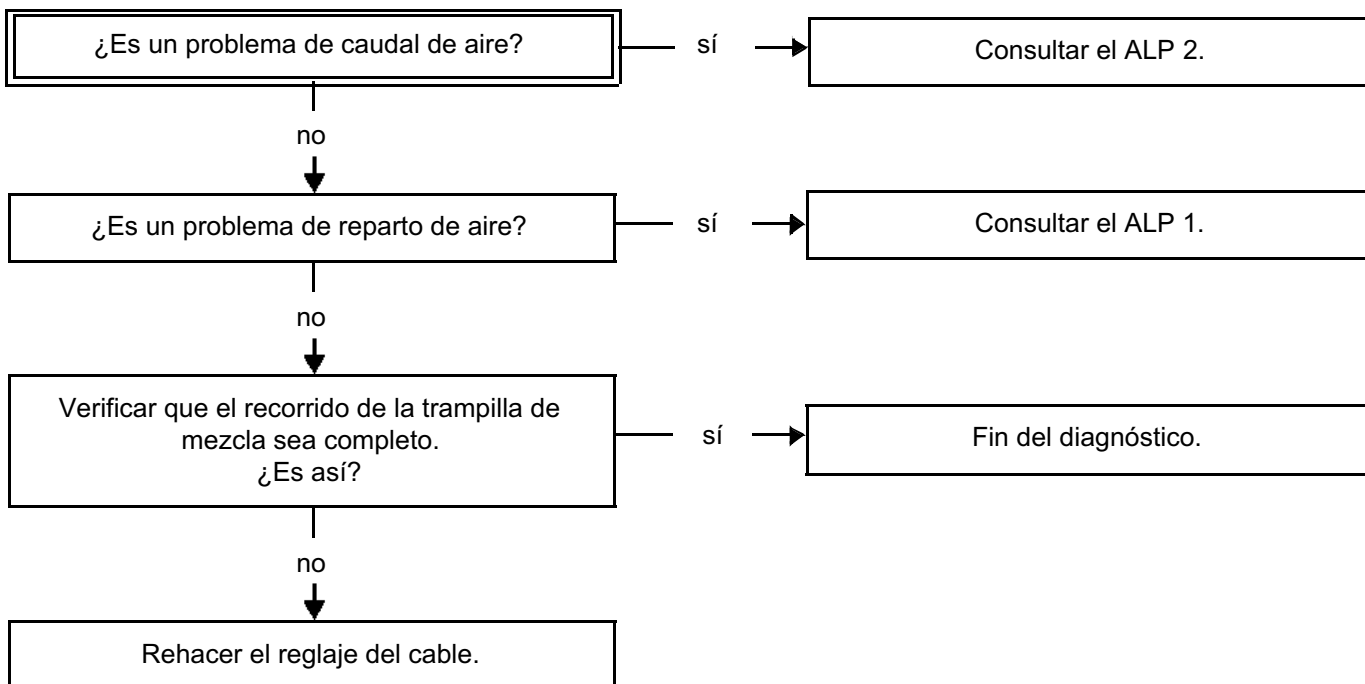 ¿Es un problema de caudal de aire?
sí
Consultar el ALP 2.
no
¿Es un problema de reparto de aire?
sí
Consultar el ALP 1.
no
Verificar que el recorrido de la trampilla de
mezcla sea completo.
¿Es así?
sí
Fin del diagnóstico.
no
Rehacer el reglaje del cable.